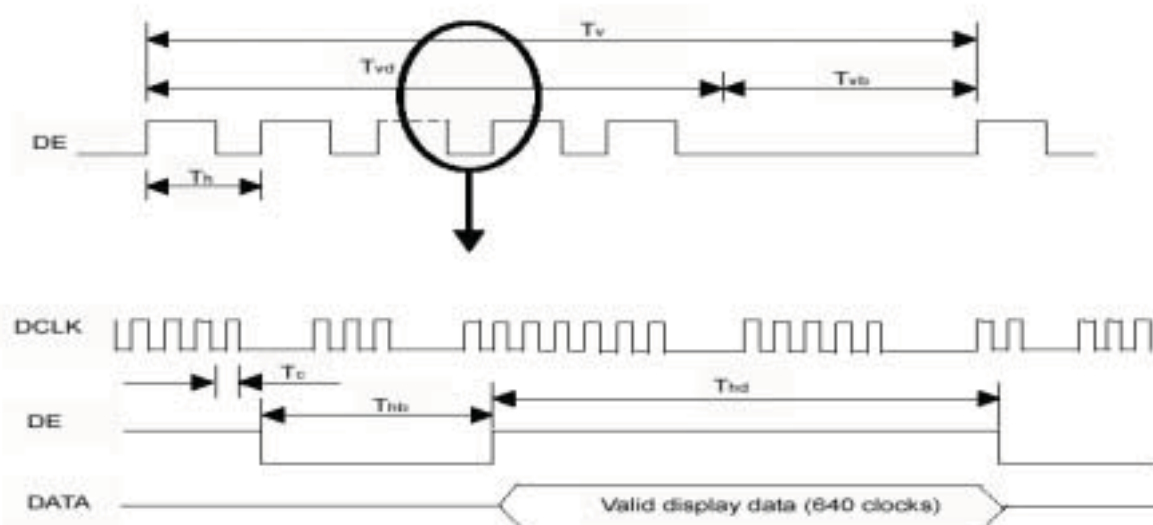 Tv
Tvd
Tvb
DE
Th
DCLK
Tc
Thb
Thd
DE
DATA
Valid display data (640 clocks)